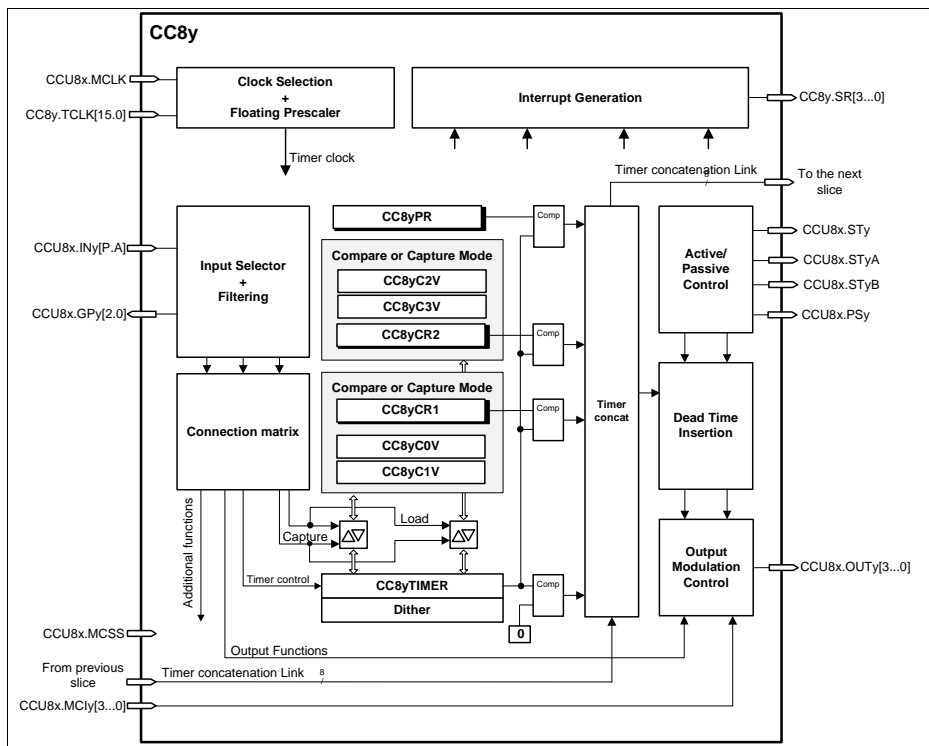 CC8y
CCU8x.MCLK
CC8y.TCLK[15.0]
Clock Selection
+
Floating Prescaler
Interrupt Generation
CC8y.SR[3...0]
Timer clock
Timer concatenation Link
8
To the next
slice
CCU8x.INy[P.A]
CCU8x.GPy[2.0]
Input Selector
+
Filtering
CC8yPR
Comp
Compare or Capture Mode
CC8yC2V
CC8yC3V
CC8yCR2
Comp
Active/
Passive
Control
CCU8x.STy
CCU8x.STyA
CCU8x.STyB
CCU8x.PSy
Connection matrix
Compare or Capture Mode
CC8yCR1
CC8yC0V
CC8yC1V
Comp
Timer
concat
Dead Time
Insertion
Additional functions
Capture
Load
Timer control
CC8yTIMER
Dither
Comp
0
Output
Modulation
Control
CCU8x.OUTy[3...0]
CCU8x.MCSS
Output Functions
From previous
slice
Timer concatenation Link
8
CCU8x.MCIy[3...0]